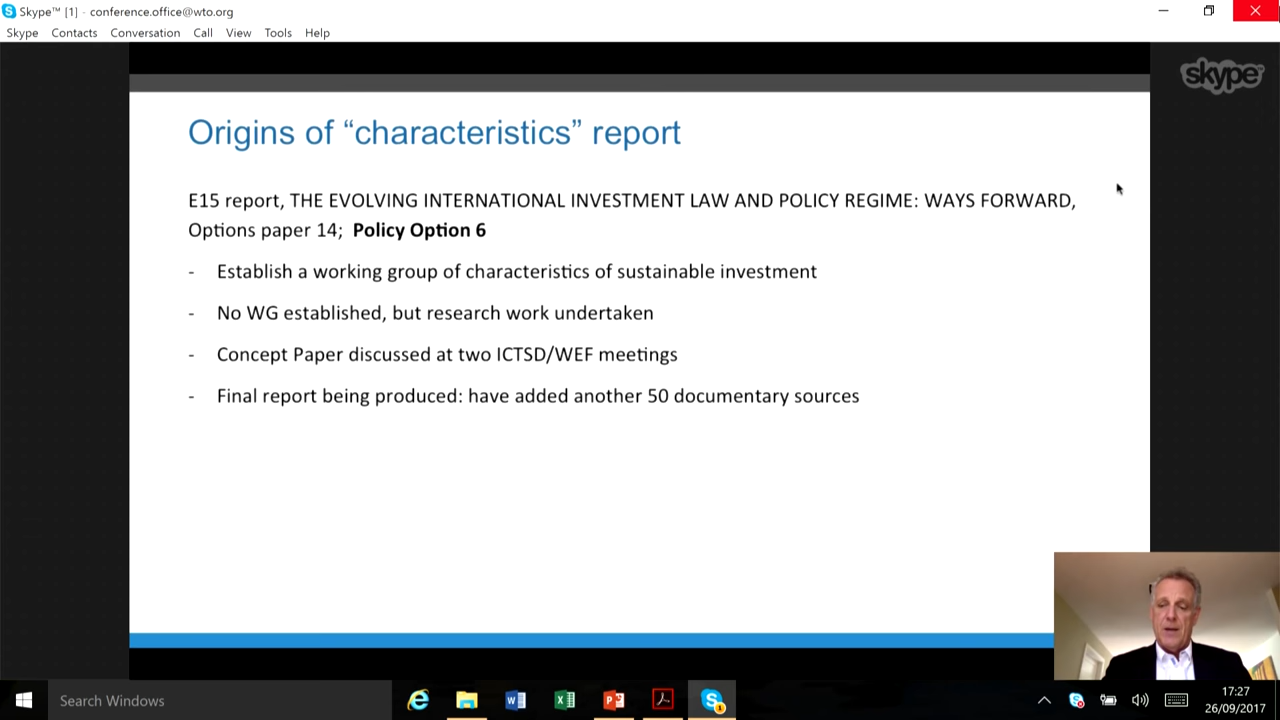 Skype™ [1] - conference.office@wto.org
Skype Contacts Conversation Call View Tools Help
skype™
Origins of “characteristics” report
E15 report, THE EVOLVING INTERNATIONAL INVESTMENT LAW AND POLICY REGIME: WAYS FORWARD,
Options paper 14; Policy Option 6
- Establish a working group of characteristics of sustainable investment
- No WG established, but research work undertaken
- Concept Paper discussed at two ICTSD/WEF meetings
- Final report being produced: have added another 50 documentary sources
Search Windows
17:27
26/09/2017